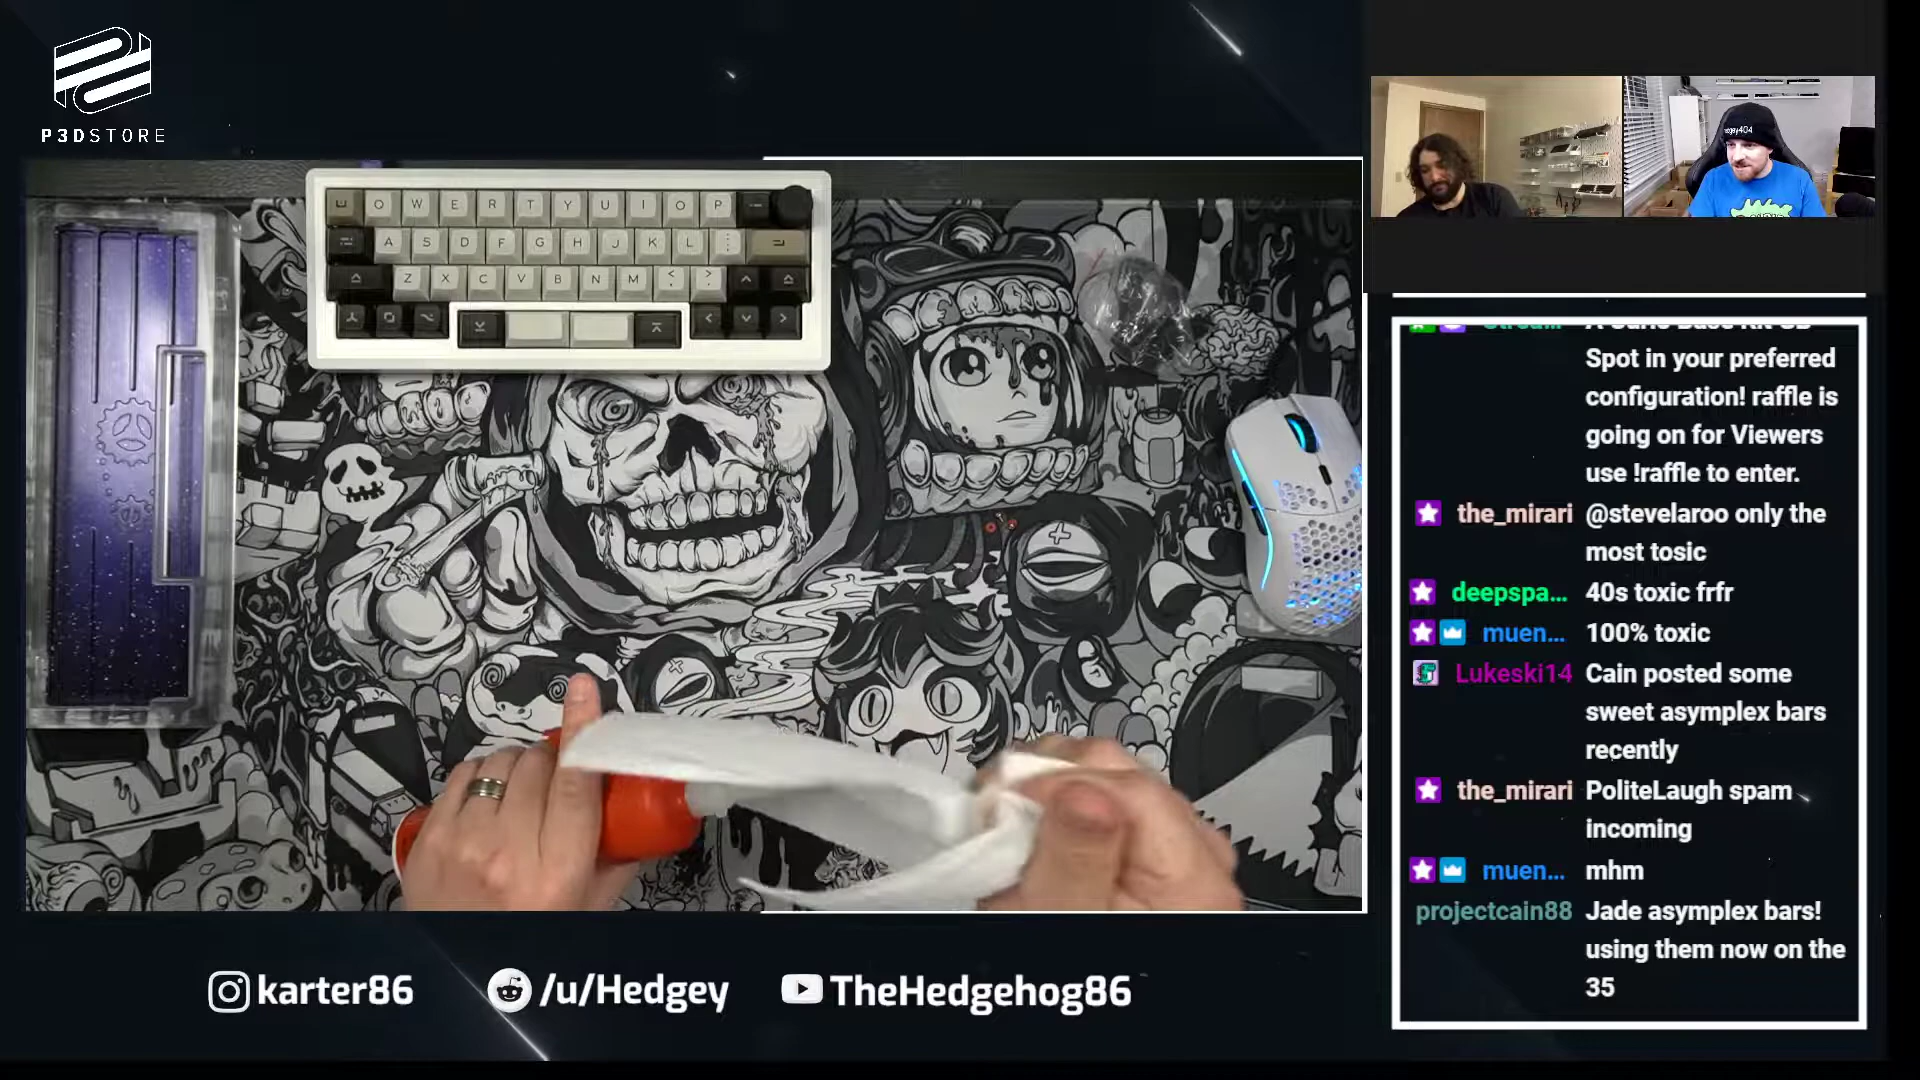 P3DSTORE
hedgey404
Q W E R T Y U I O P
A S D F G H J K L
Z X C V B N M
Spot in your preferred
configuration! raffle is
going on for Viewers
use !raffle to enter.
the_mirari @stevelaroo only the
most tosic
deepspa... 40s toxic frfr
muen... 100% toxic
Lukeski14 Cain posted some
sweet asymplex bars
recently
the_mirari PoliteLaugh spam
incoming
muen... mhm
projectcain88 Jade asymplex bars!
using them now on the
35
karter86 /u/Hedgey TheHedgehog86